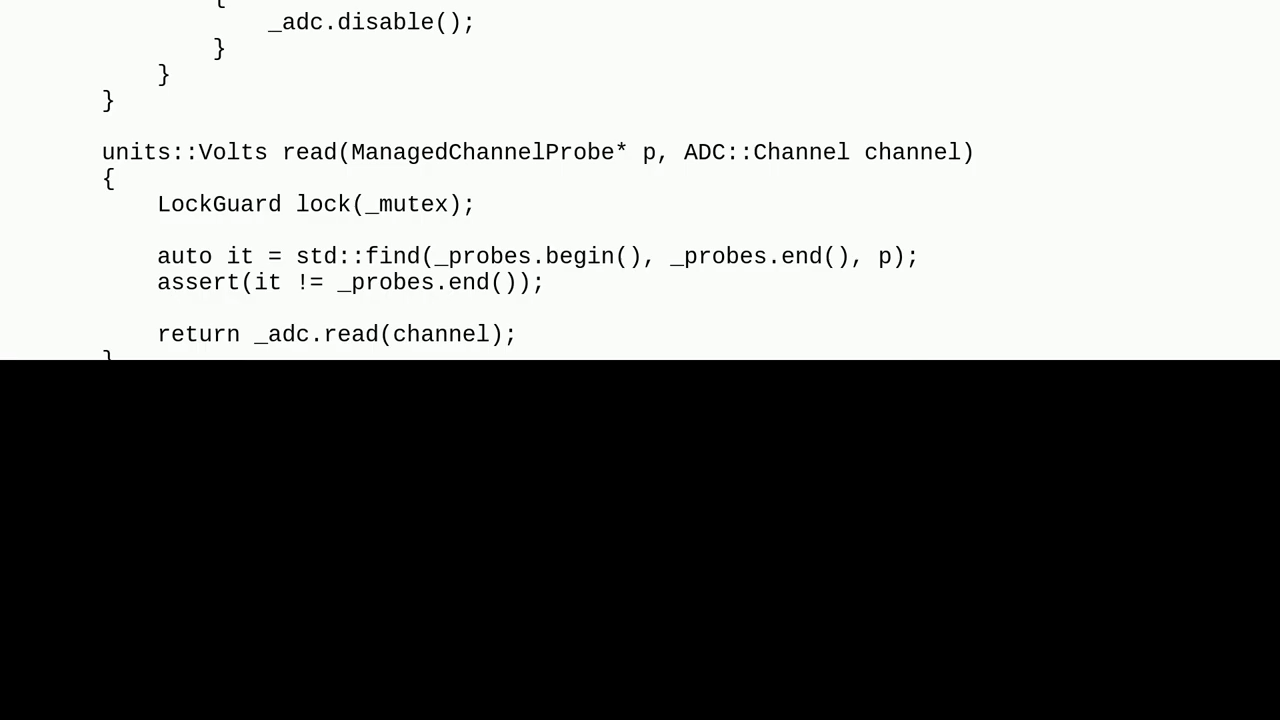 {
_adc.disable();
}
}
}
units::Volts read(ManagedChannelProbe* p, ADC::Channel channel)
{
LockGuard lock(_mutex);
auto it = std::find(_probes.begin(), _probes.end(), p);
assert(it != _probes.end());
return _adc.read(channel);
}